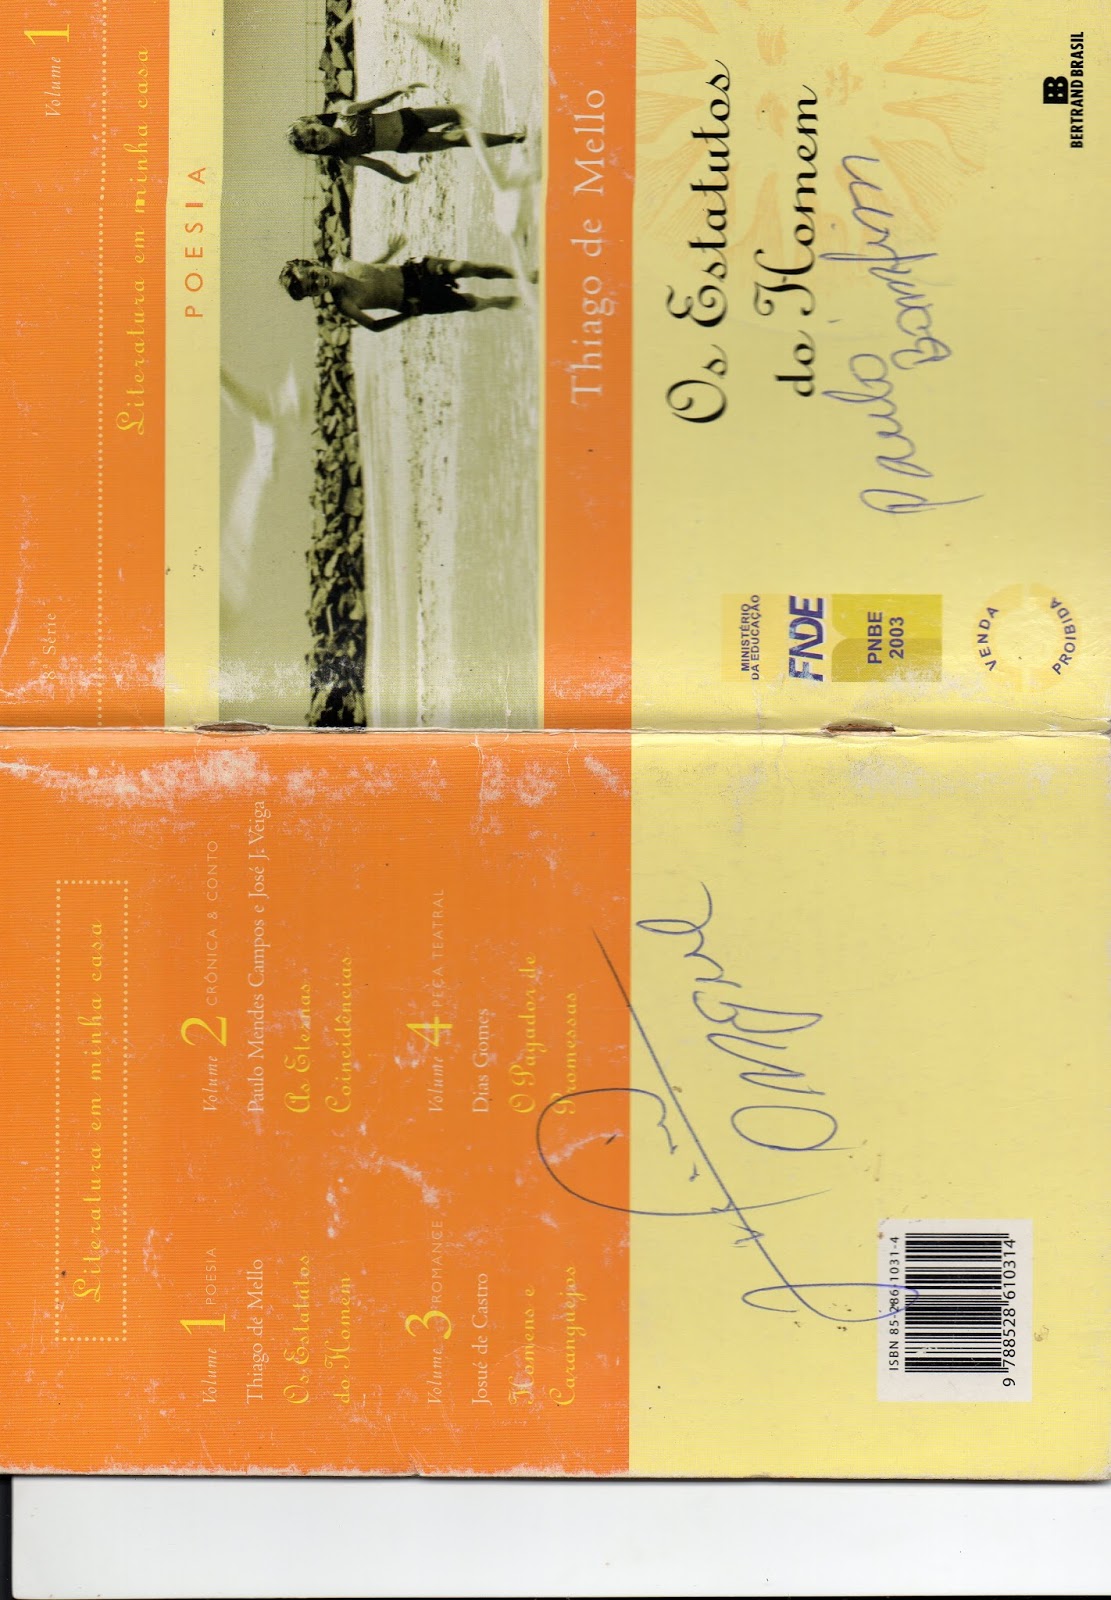 8ª Série
Volume 1
Literatura em minha casa
POESIA
Thiago de Mello
Os Estatutos
do Homem
Paulo
MINISTÉRIO
DA EDUCAÇÃO
FNDE
PNBE
2003
VENDA
PROIBIDA
BERTRAND BRASIL
Literatura em minha casa
Volume 1 POESIA
Thiago de Mello
Os Estatutos
do Homem
Volume 2 CRÔNICA & CONTO
Paulo Mendes Campos e José J. Veiga
As Eternas
Coincidências
Volume 3 ROMANCE
Josué de Castro
Homens e
Caranguejos
Volume 4 PEÇA TEATRAL
Dias Gomes
O Pagador de
Promessas
ISBN 85-286-1031-4
9 788528 610314